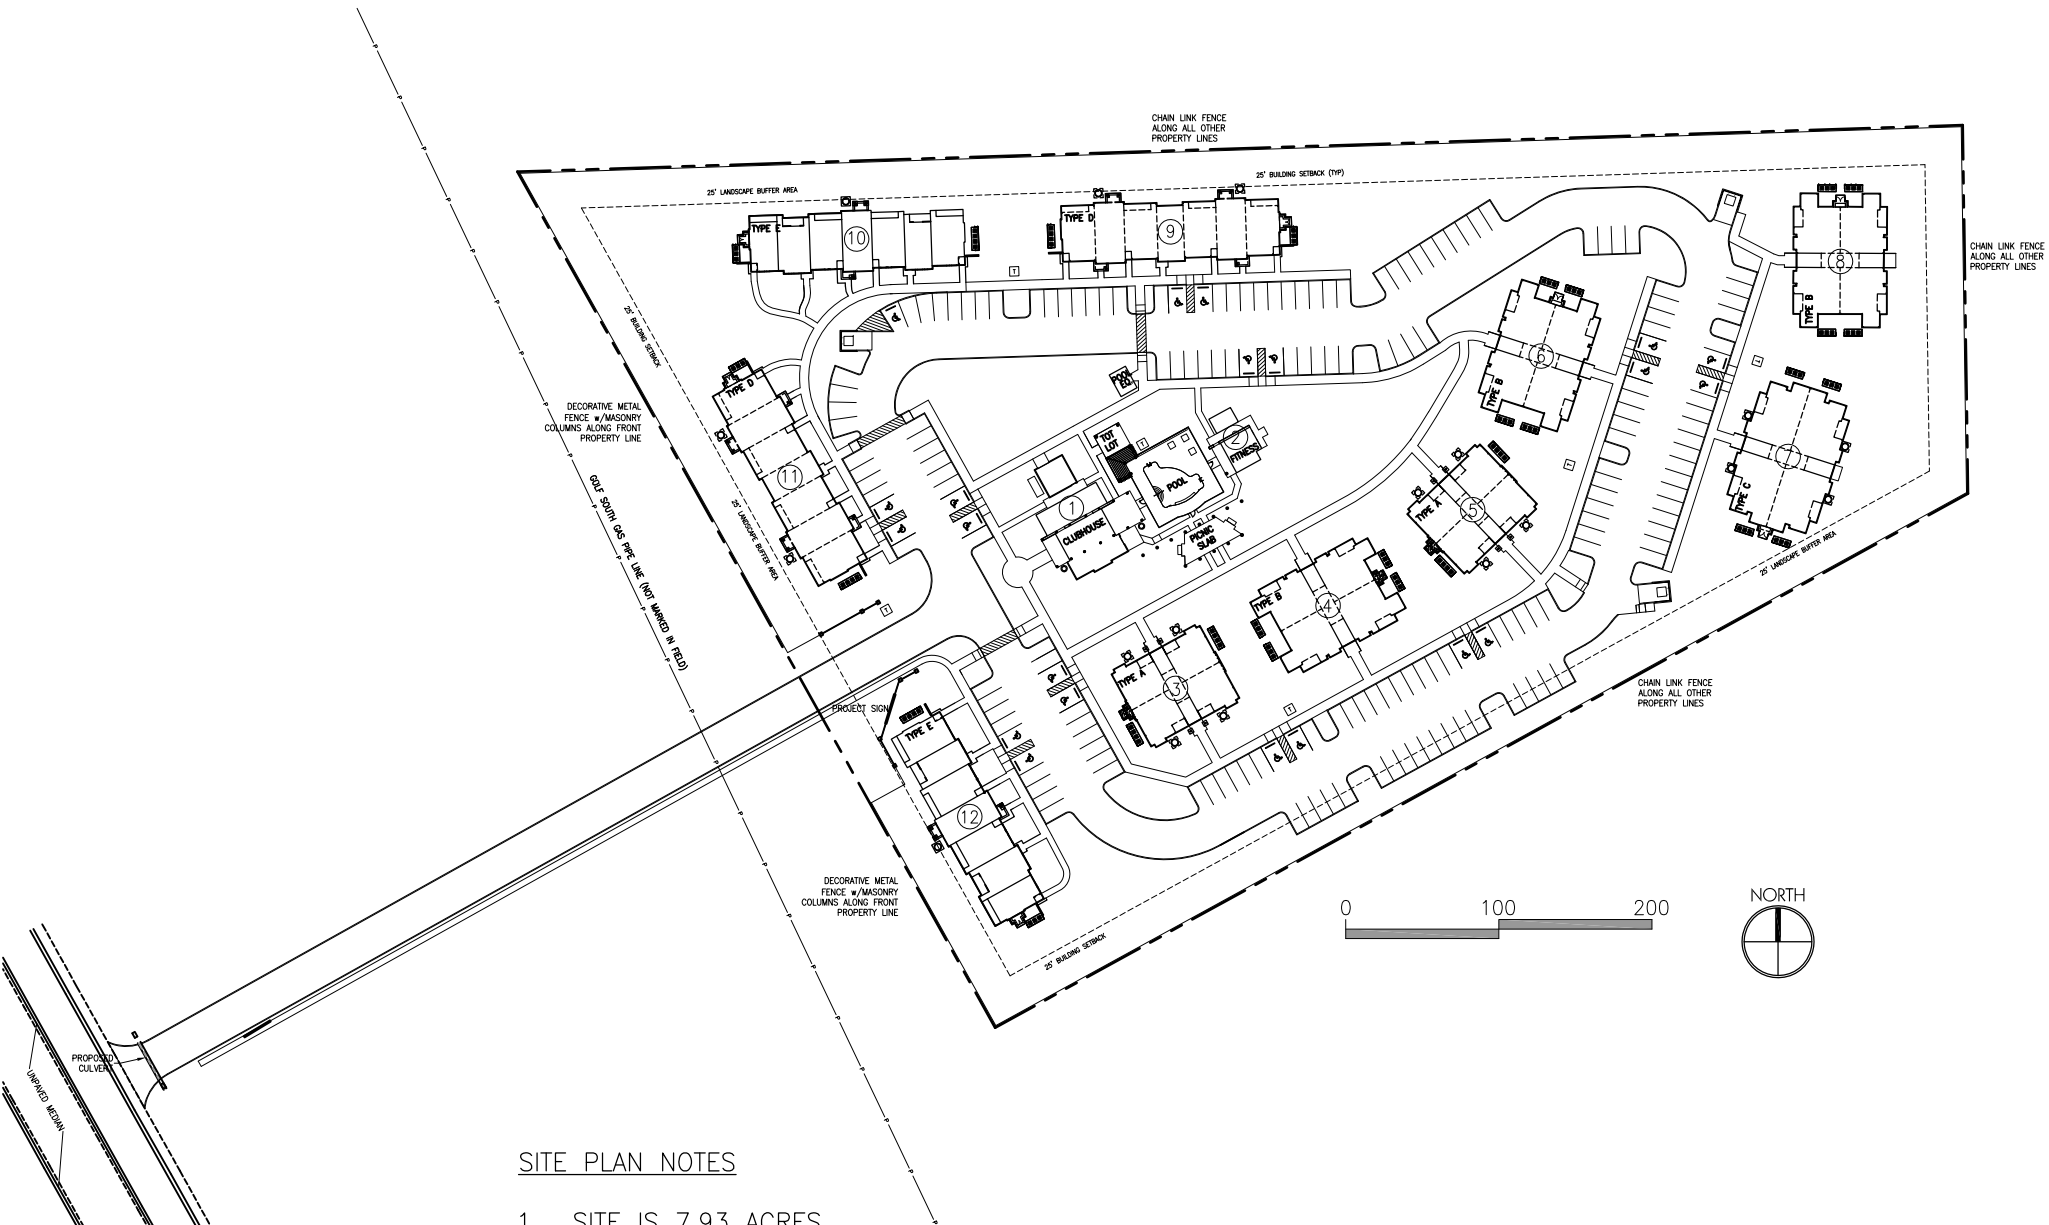 CHAIN LINK FENCE
ALONG ALL OTHER
PROPERTY LINES
25' LANDSCAPE BUFFER AREA
25' BUILDING SETBACK (TYP)
TYPE E
10
TYPE D
9
8
TYPE B
CHAIN LINK FENCE
ALONG ALL OTHER
PROPERTY LINES
T
25' BUILDING SETBACK
TYPE D
11
POOL
EQ.
6
TYPE B
T
7
TYPE C
DECORATIVE METAL
FENCE w/MASONRY
COLUMNS ALONG FRONT
PROPERTY LINE
TOT
LOT
T
2
FITNESS
POOL
1
CLUBHOUSE
PICNIC
SLAB
5
TYPE A
T
25' LANDSCAPE BUFFER AREA
25' LANDSCAPE BUFFER AREA
GOLF SOUTH GAS PIPE LINE (NOT MARKED IN FIELD)
T
TYPE B
4
TYPE A
3
T
PROJECT SIGN
TYPE E
12
CHAIN LINK FENCE
ALONG ALL OTHER
PROPERTY LINES
DECORATIVE METAL
FENCE w/MASONRY
COLUMNS ALONG FRONT
PROPERTY LINE
25' BUILDING SETBACK
0 100 200
NORTH
PROPOSED
CULVERT
UNPAVED MEDIAN
SITE PLAN NOTES
1. SITE IS 7.93 ACRES